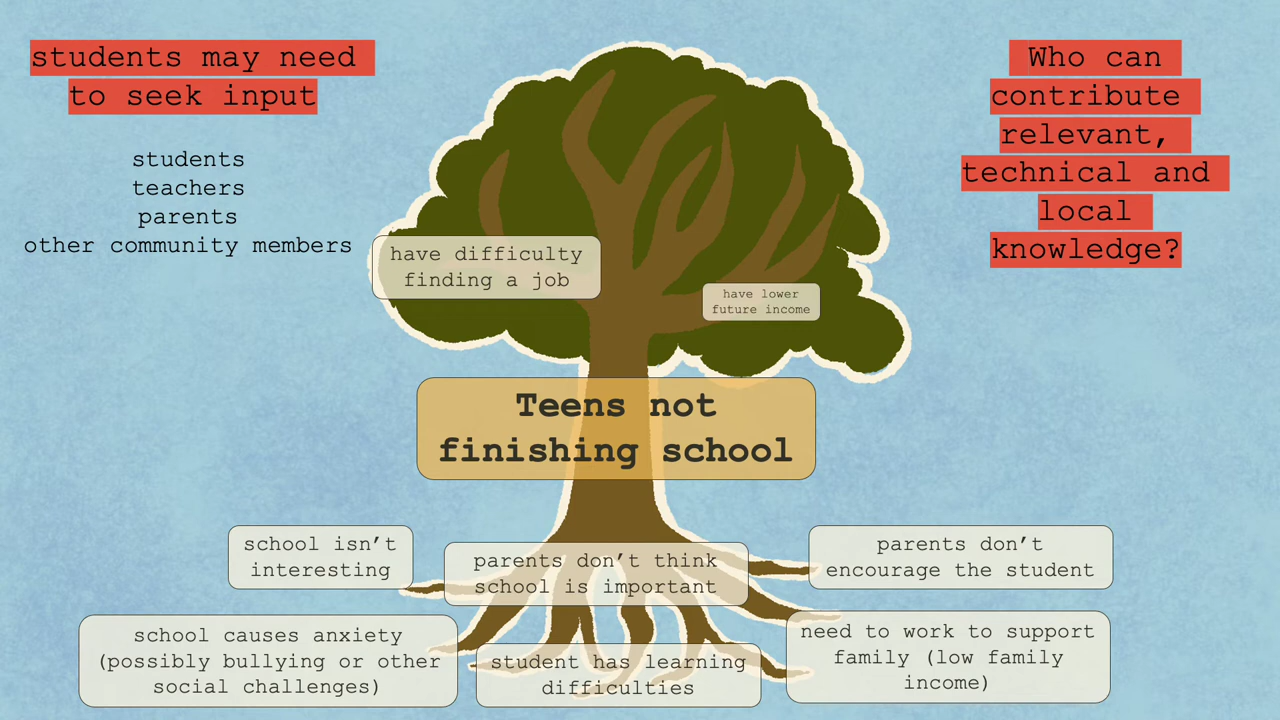 students may need
to seek input
students
teachers
parents
other community members
Who can
contribute
relevant,
technical and
local
knowledge?
have difficulty
finding a job
have lower
future income
Teens not
finishing school
school isn’t
interesting
parents don’t think
school is important
parents don’t
encourage the student
school causes anxiety
(possibly bullying or other
social challenges)
student has learning
difficulties
need to work to support
family (low family
income)